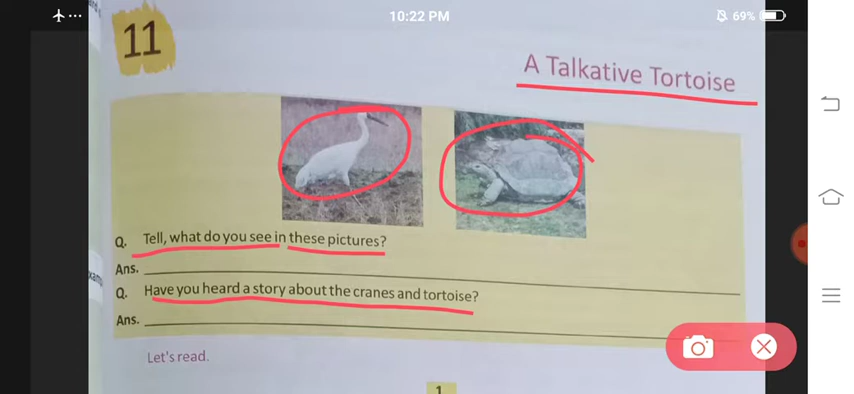 10:22 PM
69%
11
A Talkative Tortoise
Q. Tell, what do you see in these pictures?
Ans.
Q. Have you heard a story about the cranes and tortoise?
Ans.
Let's read.
1